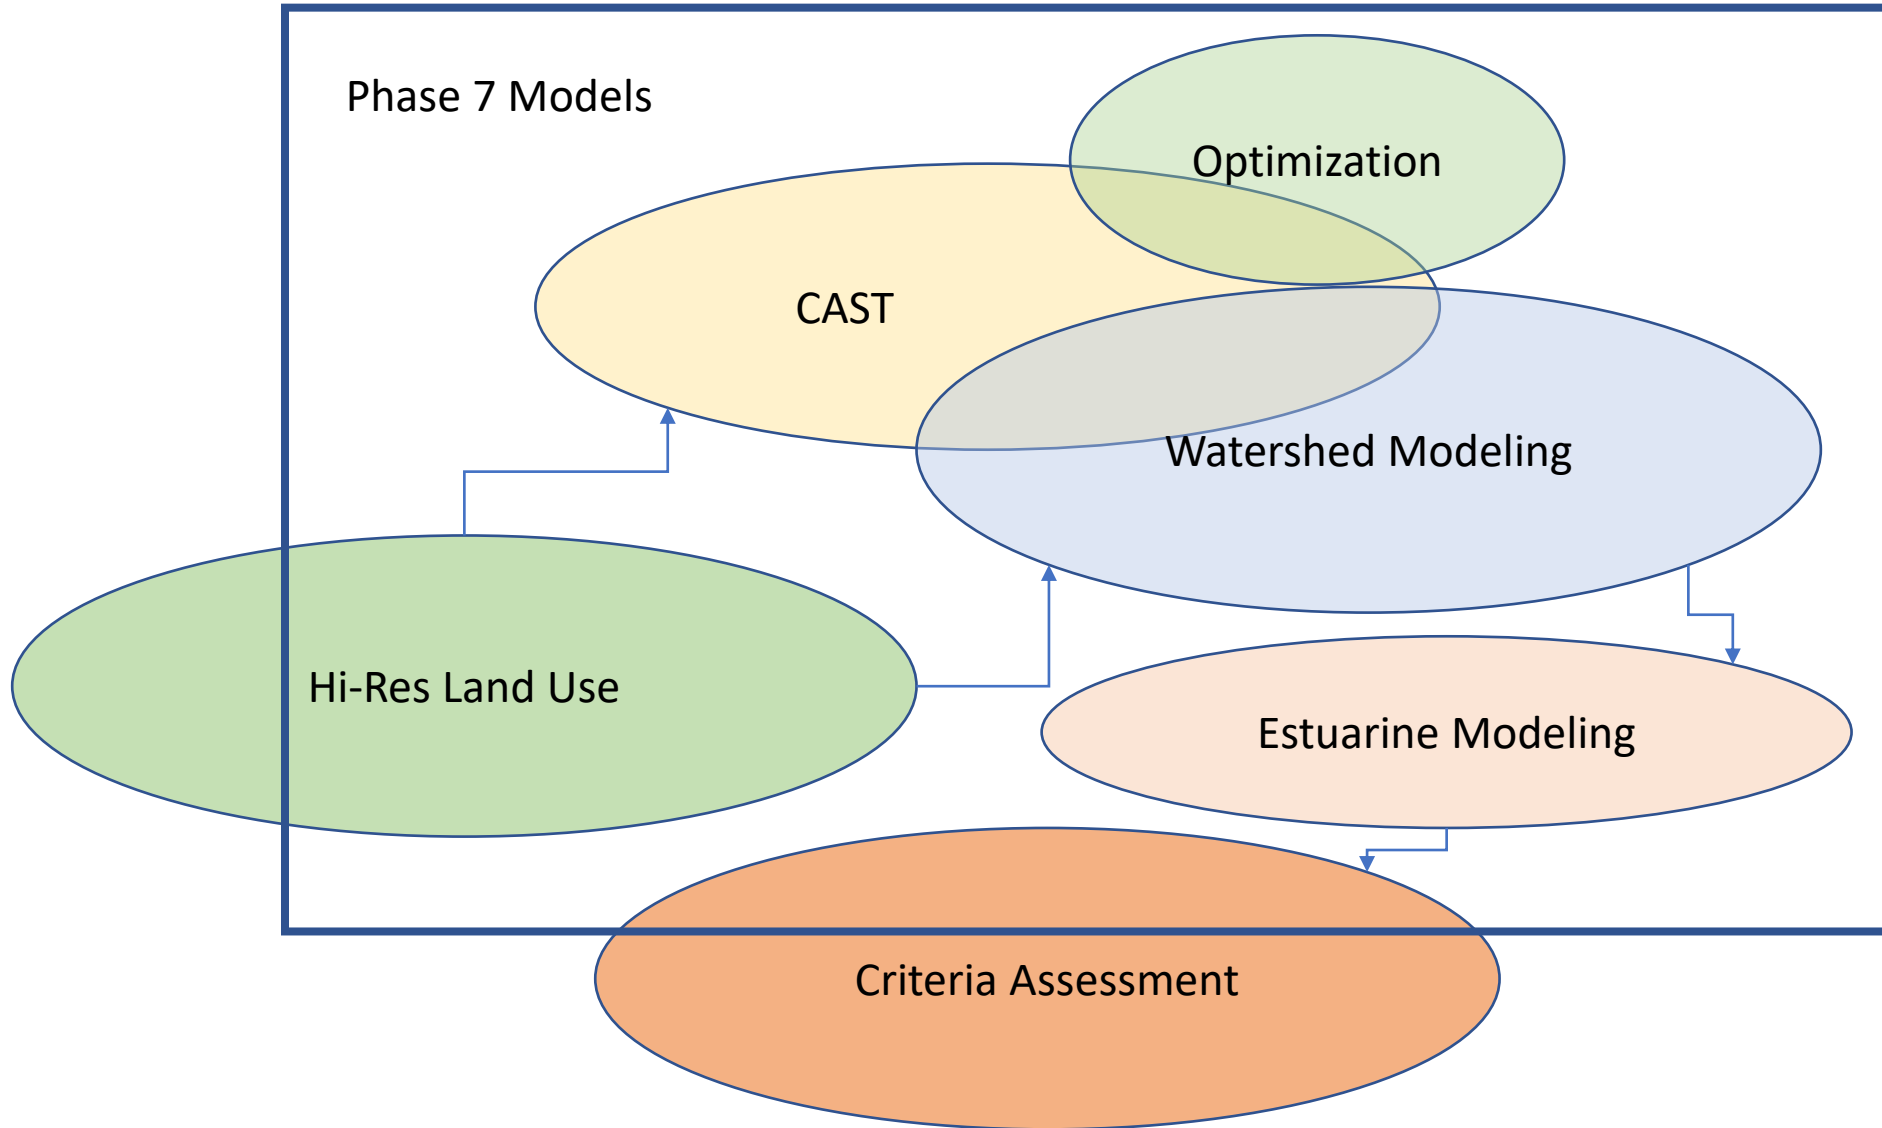 Phase 7 Models
Optimization
CAST
Watershed Modeling
Hi-Res Land Use
Estuarine Modeling
Criteria Assessment